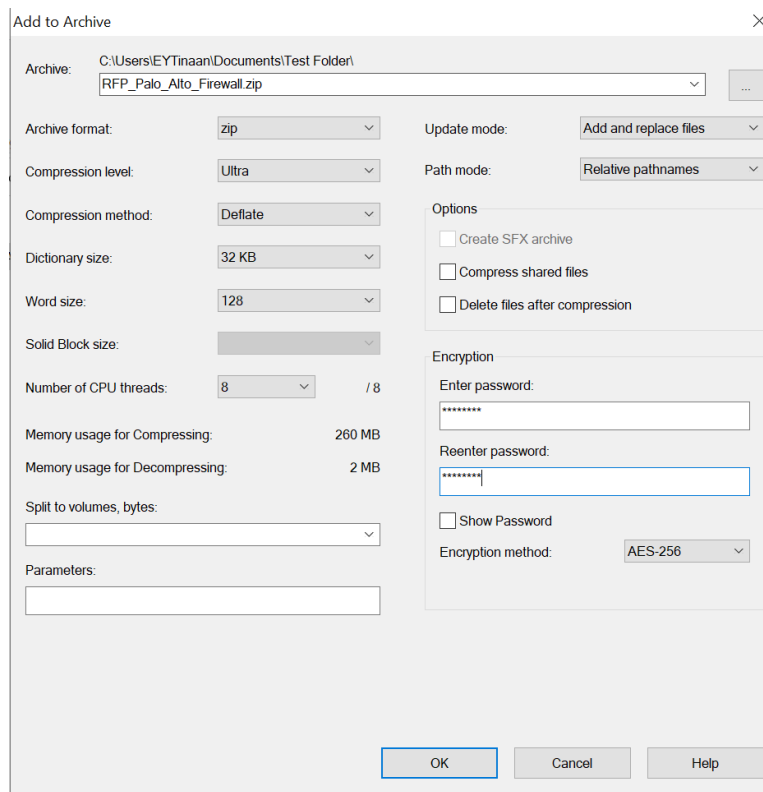 Add to Archive
Archive:
C:\Users\EYTinaan\Documents\Test Folder\
RFP_Palo_Alto_Firewall.zip
...
Archive format:
zip
Compression level:
Ultra
Compression method:
Deflate
Dictionary size:
32 KB
Word size:
128
Solid Block size:
Number of CPU threads:
8
/ 8
Memory usage for Compressing:
260 MB
Memory usage for Decompressing:
2 MB
Split to volumes, bytes:
Parameters:
Update mode:
Add and replace files
Path mode:
Relative pathnames
Options
Create SFX archive
Compress shared files
Delete files after compression
Encryption
Enter password:
********
Reenter password:
********
Show Password
Encryption method:
AES-256
OK
Cancel
Help